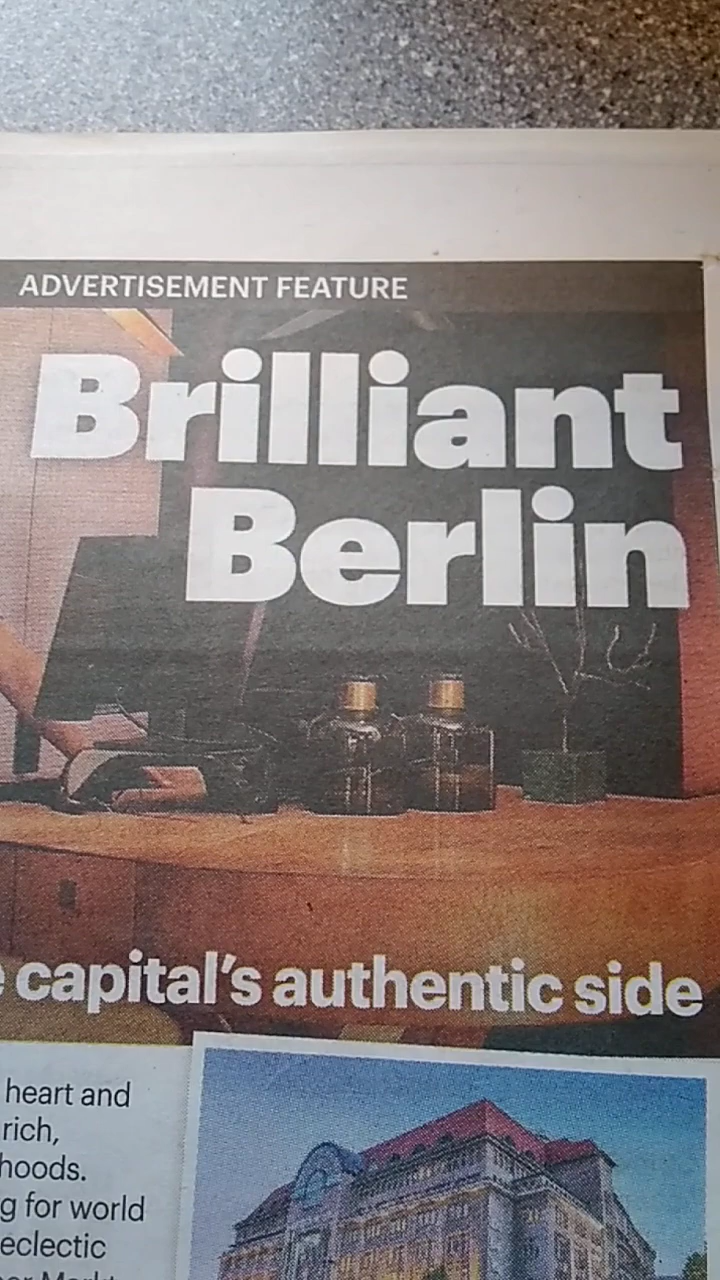 ADVERTISEMENT FEATURE
Brilliant
Berlin
capital's authentic side
heart and
rich,
hoods.
g for world
eclectic